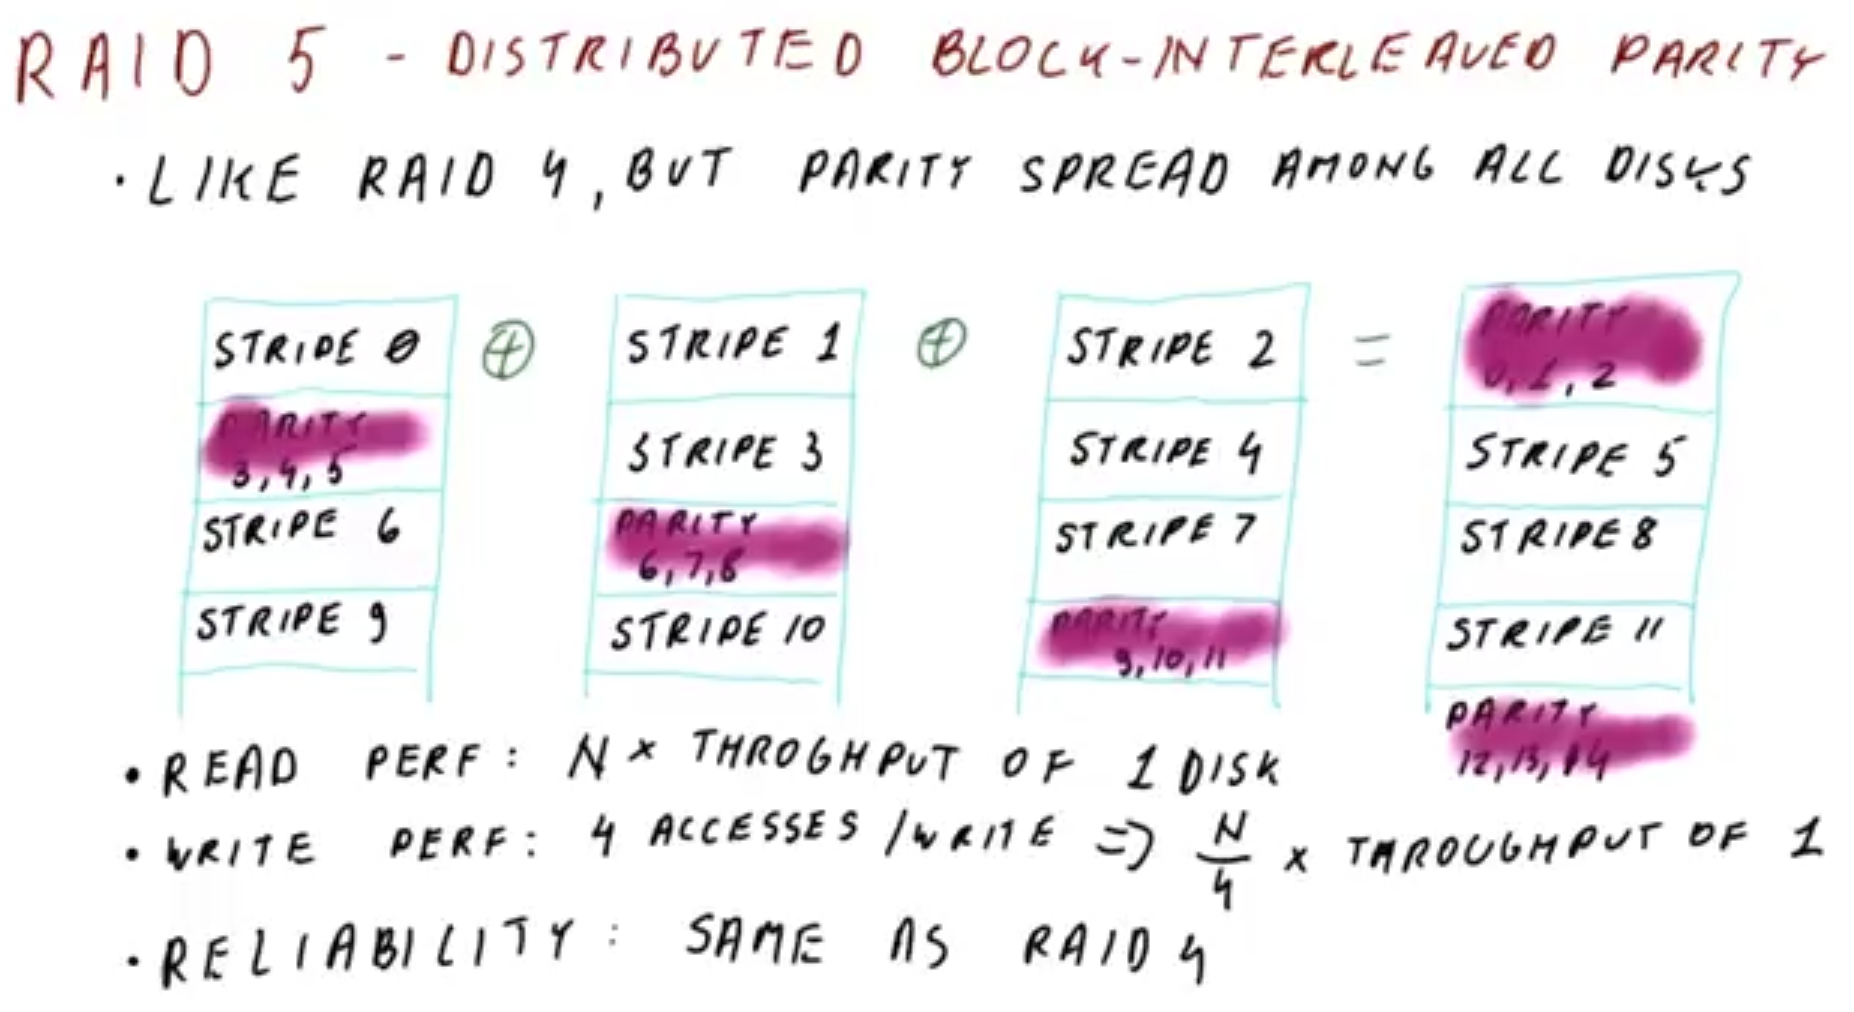 RAID 5 - DISTRIBUTED BLOCK-INTERLEAVED PARITY
• LIKE RAID 4, BUT PARITY SPREAD AMONG ALL DISKS
STRIPE 0 ⊕ STRIPE 1 ⊕ STRIPE 2 = PARITY
0, 1, 2
PARITY
3, 4, 5
STRIPE 3 STRIPE 4 STRIPE 5
STRIPE 6
PARITY
6, 7, 8
STRIPE 7 STRIPE 8
STRIPE 9 STRIPE 10
PARITY
9, 10, 11
STRIPE 11
PARITY
12, 13, 14
• READ PERF: N × THROGHPUT OF 1 DISK
• WRITE PERF: 4 ACCESSES / WRITE => N/4 × THROUGHPUT OF 1
• RELIABILITY: SAME AS RAID 4